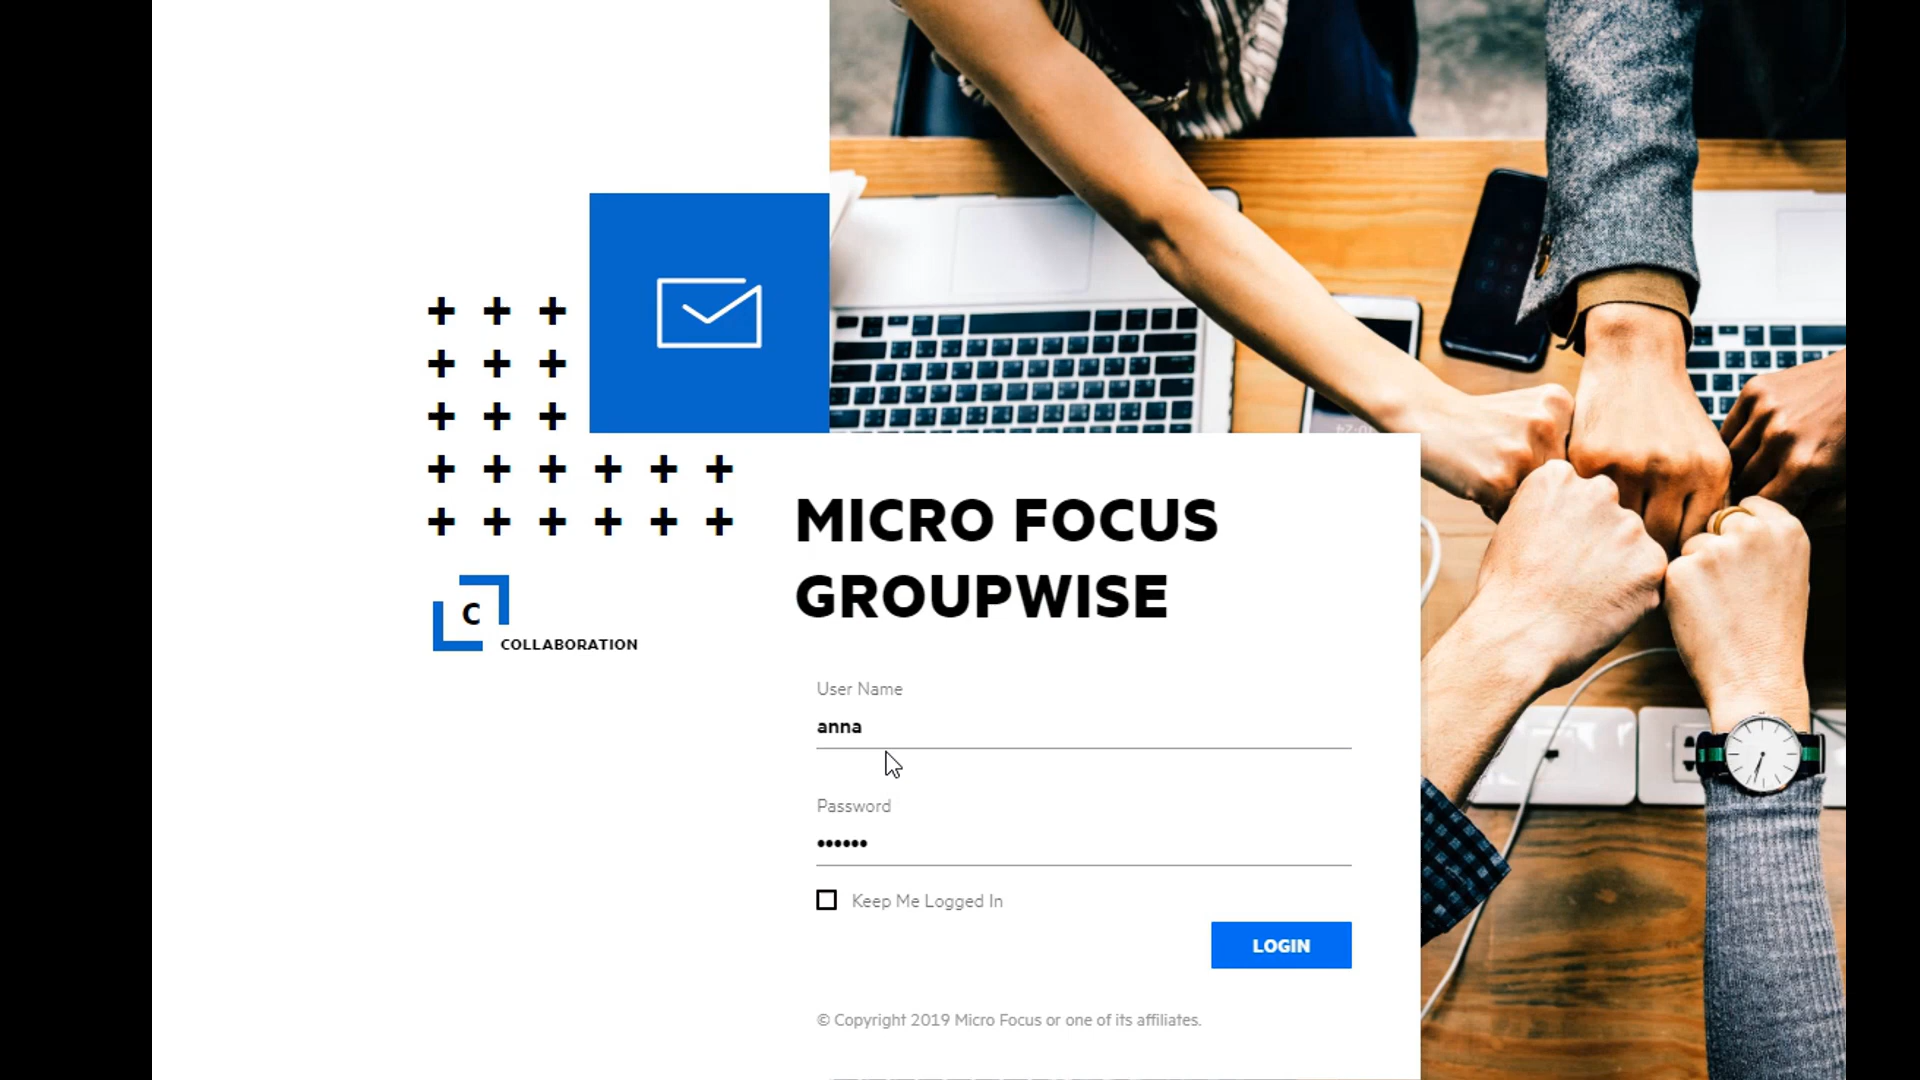 MICRO FOCUS
GROUPWISE
C
COLLABORATION
User Name
anna
Password
••••••
Keep Me Logged In
LOGIN
© Copyright 2019 Micro Focus or one of its affiliates.